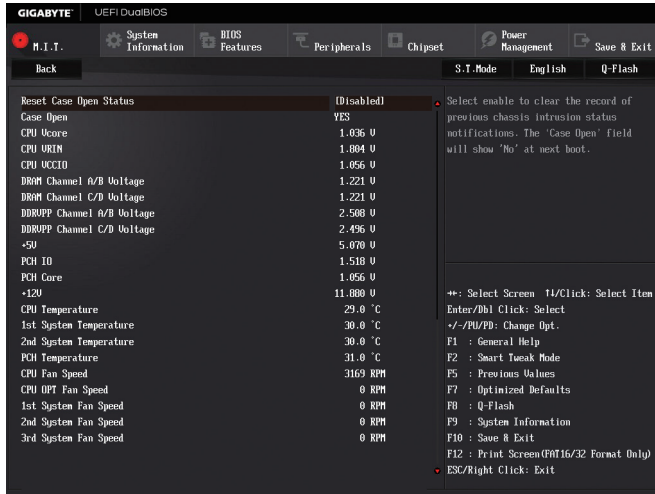 GIGABYTE™ UEFI DualBIOS
M.I.T.
System Information
BIOS Features
Peripherals
Chipset
Power Management
Save & Exit
Back
S.T.Mode English Q-Flash
Reset Case Open Status [Disabled]
Case Open YES
CPU Vcore 1.036 V
CPU VRIN 1.804 V
CPU VCCIO 1.056 V
DRAM Channel A/B Voltage 1.221 V
DRAM Channel C/D Voltage 1.221 V
DDRVPP Channel A/B Voltage 2.508 V
DDRVPP Channel C/D Voltage 2.496 V
+5V 5.070 V
PCH IO 1.518 V
PCH Core 1.056 V
+12V 11.880 V
CPU Temperature 29.0 °C
1st System Temperature 30.0 °C
2nd System Temperature 30.0 °C
PCH Temperature 31.0 °C
CPU Fan Speed 3169 RPM
CPU OPT Fan Speed 0 RPM
1st System Fan Speed 0 RPM
2nd System Fan Speed 0 RPM
3rd System Fan Speed 0 RPM
Select enable to clear the record of
previous chassis intrusion status
notifications. The 'Case Open' field
will show 'No' at next boot.
→←: Select Screen ↑↓/Click: Select Item
Enter/Dbl Click: Select
+/-/PU/PD: Change Opt.
F1 : General Help
F2 : Smart Tweak Mode
F5 : Previous Values
F7 : Optimized Defaults
F8 : Q-Flash
F9 : System Information
F10 : Save & Exit
F12 : Print Screen(FAT16/32 Format Only)
ESC/Right Click: Exit